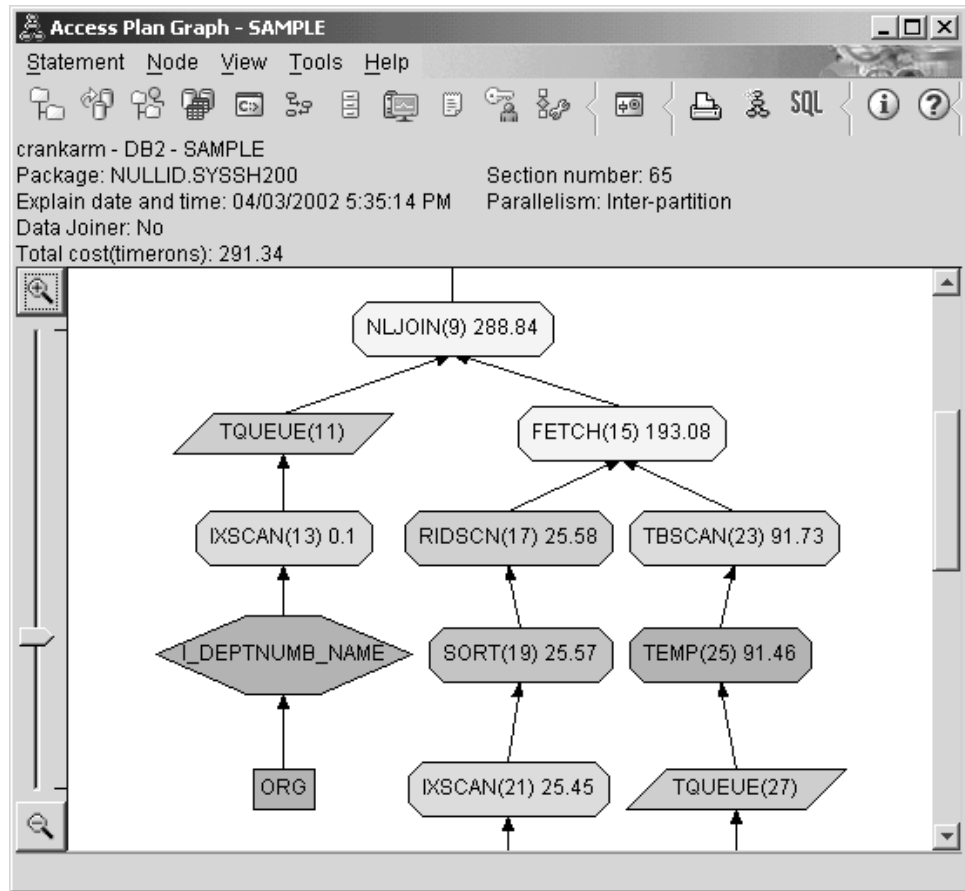 Access Plan Graph - SAMPLE
Statement Node View Tools Help
C:>
SQL
i
?
crankarm - DB2 - SAMPLE
Package: NULLID.SYSSH200 Section number: 65
Explain date and time: 04/03/2002 5:35:14 PM Parallelism: Inter-partition
Data Joiner: No
Total cost(timerons): 291.34
NLJOIN(9) 288.84
TQUEUE(11) FETCH(15) 193.08
IXSCAN(13) 0.1 RIDSCN(17) 25.58 TBSCAN(23) 91.73
I_DEPTNUMB_NAME SORT(19) 25.57 TEMP(25) 91.46
ORG IXSCAN(21) 25.45 TQUEUE(27)